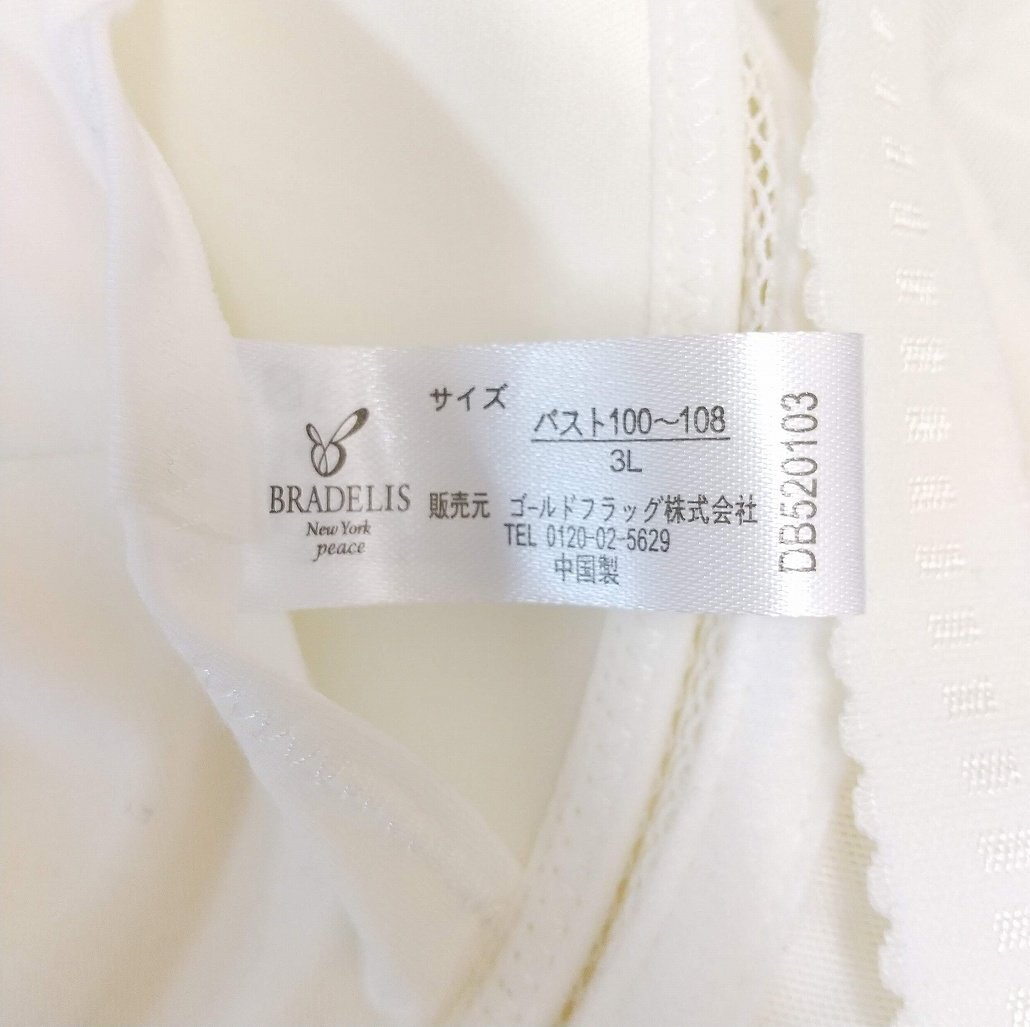 BRADELIS
New York
peace
サイズ
バスト100～108
3L
販売元 ゴールドフラッグ株式会社
TEL 0120-02-5629
中国製
DB520103